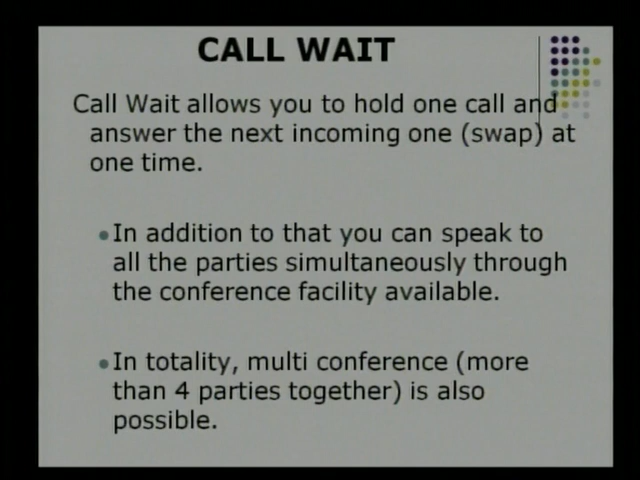 CALL WAIT
Call Wait allows you to hold one call and
answer the next incoming one (swap) at
one time.
•In addition to that you can speak to
all the parties simultaneously through
the conference facility available.
•In totality, multi conference (more
than 4 parties together) is also
possible.